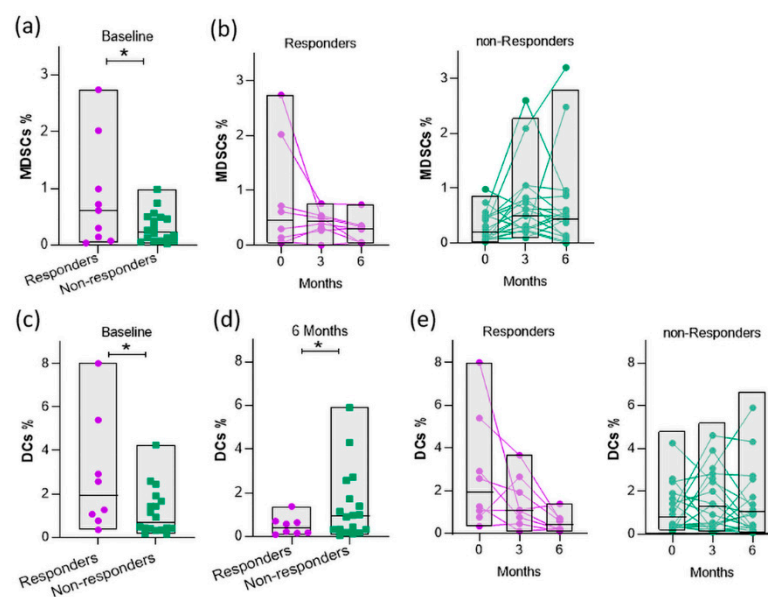 (a)
Baseline
*
MDSCs %
3
2
1
0
Responders
Non-responders
(b)
Responders
MDSCs %
3
2
1
0
0 3 6
Months
non-Responders
MDSCs %
3
2
1
0
0 3 6
Months
(c)
Baseline
*
DCs %
8
6
4
2
0
Responders
Non-responders
(d)
6 Months
*
DCs %
8
6
4
2
0
Responders
Non-responders
(e)
Responders
DCs %
8
6
4
2
0
0 3 6
Months
non-Responders
DCs %
8
6
4
2
0
0 3 6
Months